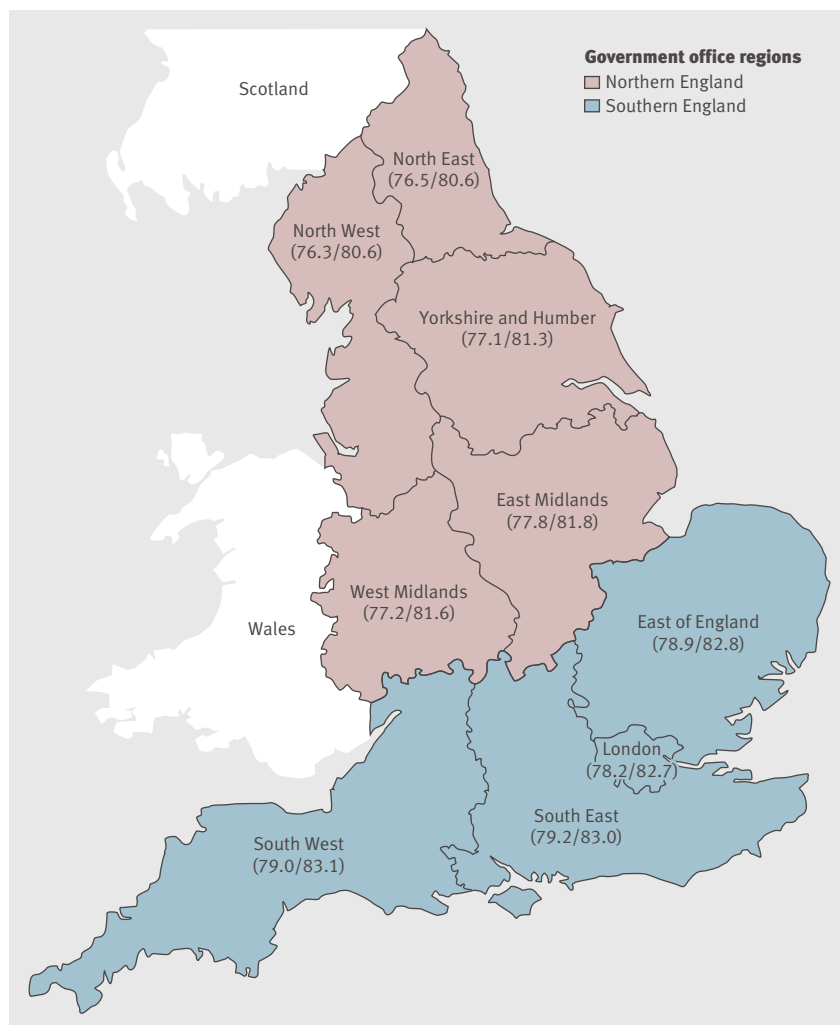 Government office regions
Northern England
Southern England
Scotland
North East
(76.5/80.6)
North West
(76.3/80.6)
Yorkshire and Humber
(77.1/81.3)
East Midlands
(77.8/81.8)
West Midlands
(77.2/81.6)
East of England
(78.9/82.8)
Wales
London
(78.2/82.7)
South East
(79.2/83.0)
South West
(79.0/83.1)